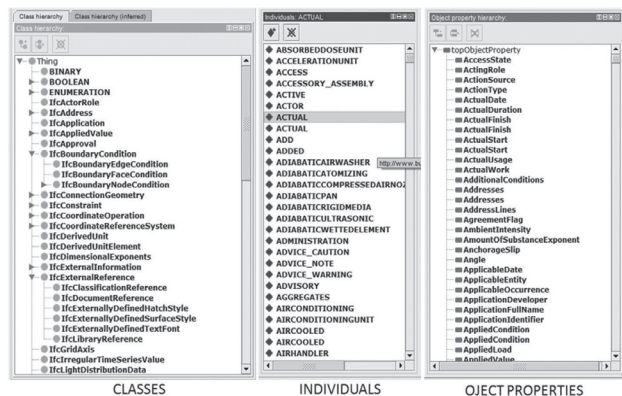 Class hierarchy Class hierarchy (inferred)
Class hierarchy:
Thing
BINARY
BOOLEAN
ENUMERATION
IfcActorRole
IfcAddress
IfcApplication
IfcAppliedValue
IfcApproval
IfcBoundaryCondition
IfcBoundaryEdgeCondition
IfcBoundaryFaceCondition
IfcBoundaryNodeCondition
IfcConnectionGeometry
IfcConstraint
IfcCoordinateOperation
IfcCoordinateReferenceSystem
IfcDerivedUnit
IfcDerivedUnitElement
IfcDimensionalExponents
IfcExternalInformation
IfcExternalReference
IfcClassificationReference
IfcDocumentReference
IfcExternallyDefinedHatchStyle
IfcExternallyDefinedSurfaceStyle
IfcExternallyDefinedTextFont
IfcLibraryReference
IfcGridAxis
IfcIrregularTimeSeriesValue
IfcLightDistributionData
CLASSES
Individuals: ACTUAL
ABSORBEDDOSEUNIT
ACCELERATIONUNIT
ACCESS
ACCESSORY_ASSEMBLY
ACTIVE
ACTOR
ACTUAL
ACTUAL
ADD
ADDED
ADIABATICAIRWASHER
http://www.bu
ADIABATICATOMIZING
ADIABATICCOMPRESSEDAIRNOZ
ADIABATICPAN
ADIABATICRIGIDMEDIA
ADIABATICULTRASONIC
ADIABATICWETTEDELEMENT
ADMINISTRATION
ADVICE_CAUTION
ADVICE_NOTE
ADVICE_WARNING
ADVISORY
AGGREGATES
AIRCONDITIONING
AIRCONDITIONINGUNIT
AIRCOOLED
AIRCOOLED
AIRHANDLER
INDIVIDUALS
Object property hierarchy:
topObjectProperty
AccessState
ActingRole
ActionSource
ActionType
ActualDate
ActualDuration
ActualFinish
ActualFinish
ActualStart
ActualStart
ActualUsage
ActualWork
AdditionalConditions
Addresses
Addresses
AddressLines
AgreementFlag
AmbientIntensity
AmountOfSubstanceExponent
AnchorageSlip
Angle
ApplicableDate
ApplicableEntity
ApplicableOccurrence
ApplicationDeveloper
ApplicationFullName
ApplicationIdentifier
AppliedCondition
AppliedCondition
AppliedLoad
AppliedValue
OJECT PROPERTIES